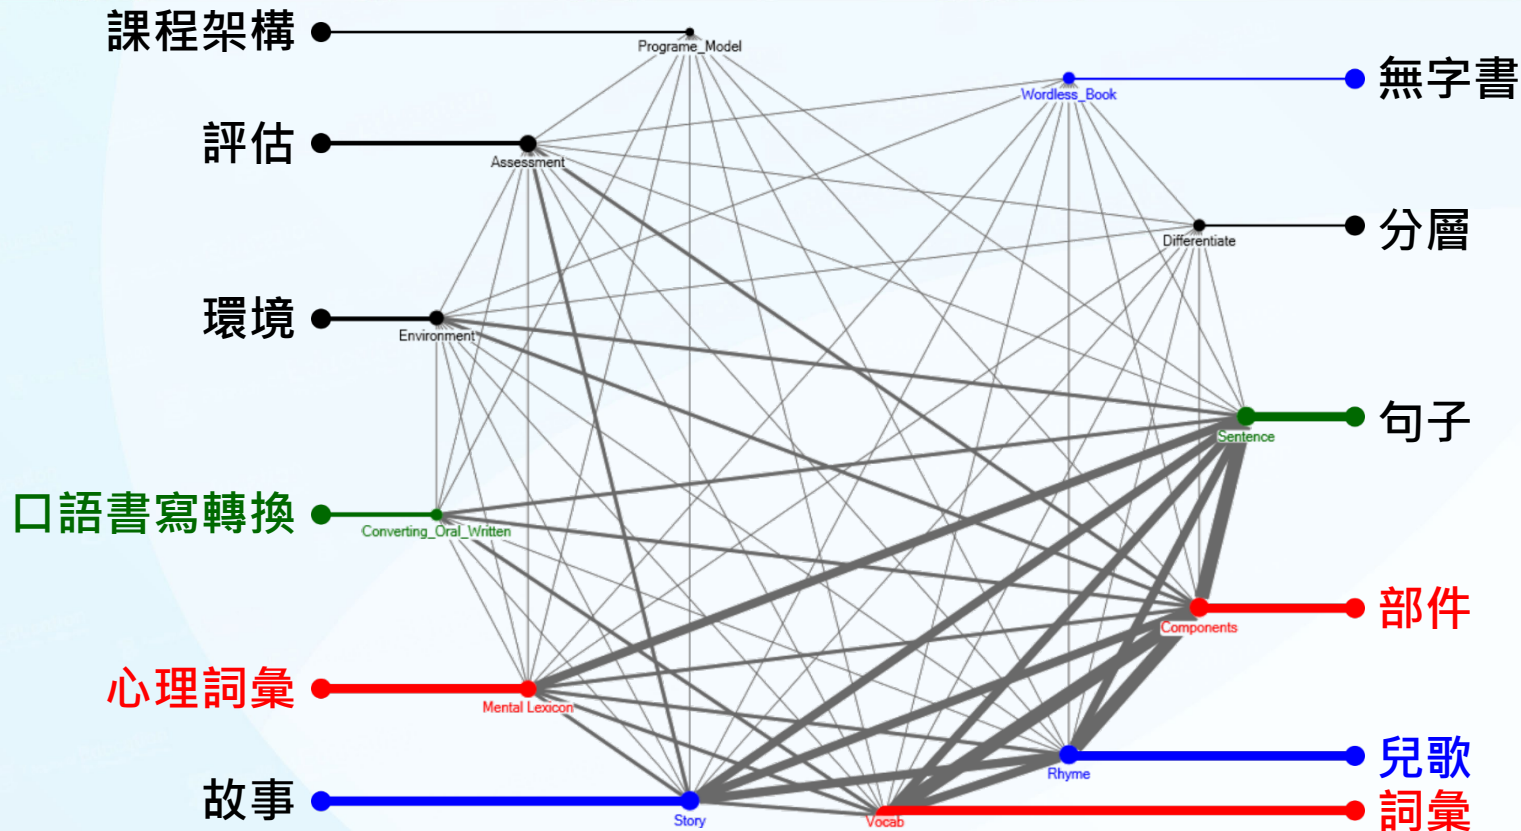 課程架構
Programe_Model
無字書
Wordless_Book
評估
Assessment
分層
Differentiate
環境
Environment
句子
Sentence
口語書寫轉換
Converting_Oral_Written
部件
Components
心理詞彙
Mental Lexicon
兒歌
Rhyme
故事
Story
詞彙
Vocab